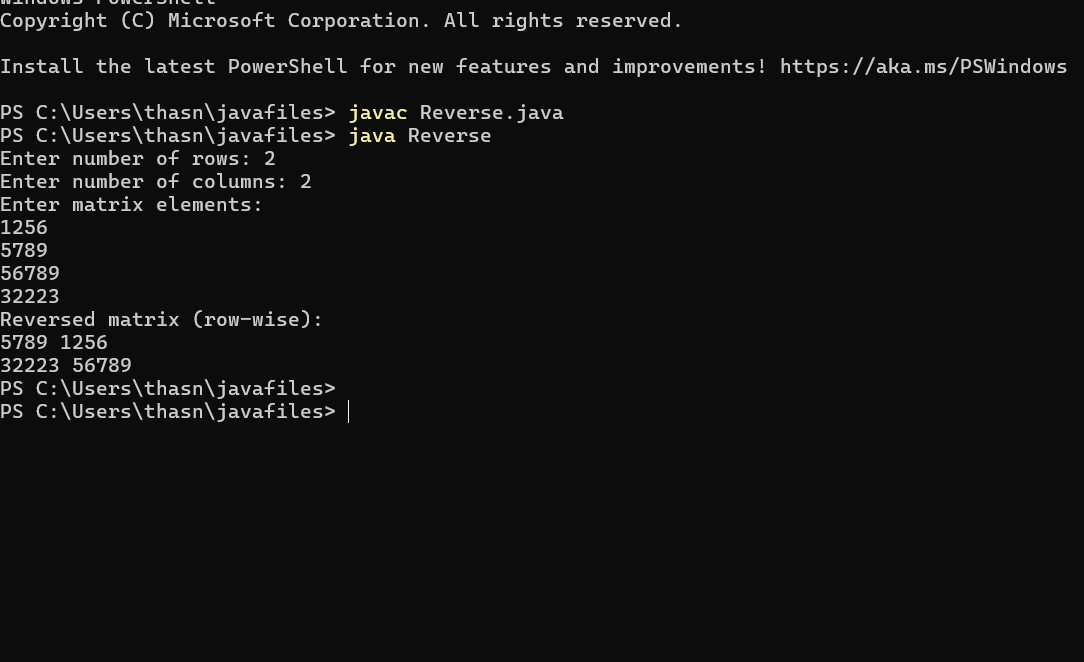 Windows PowerShell
Copyright (C) Microsoft Corporation. All rights reserved.
Install the latest PowerShell for new features and improvements! https://aka.ms/PSWindows
PS C:\Users\thasn\javafiles> javac Reverse.java
PS C:\Users\thasn\javafiles> java Reverse
Enter number of rows: 2
Enter number of columns: 2
Enter matrix elements:
1256
5789
56789
32223
Reversed matrix (row-wise):
5789 1256
32223 56789
PS C:\Users\thasn\javafiles>
PS C:\Users\thasn\javafiles>